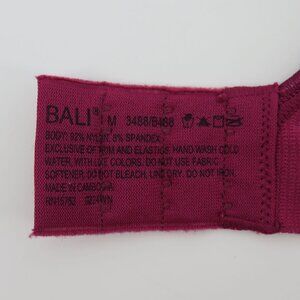 BALI® M 3488/B488
BODY: 92% NYLON, 8% SPANDEX
EXCLUSIVE OF TRIM AND ELASTICS. HAND WASH COLD
WATER, WITH LIKE COLORS. DO NOT USE FABRIC
SOFTENER. DO NOT BLEACH, LINE DRY. DO NOT IRON.
MADE IN CAMBODIA
RN15763